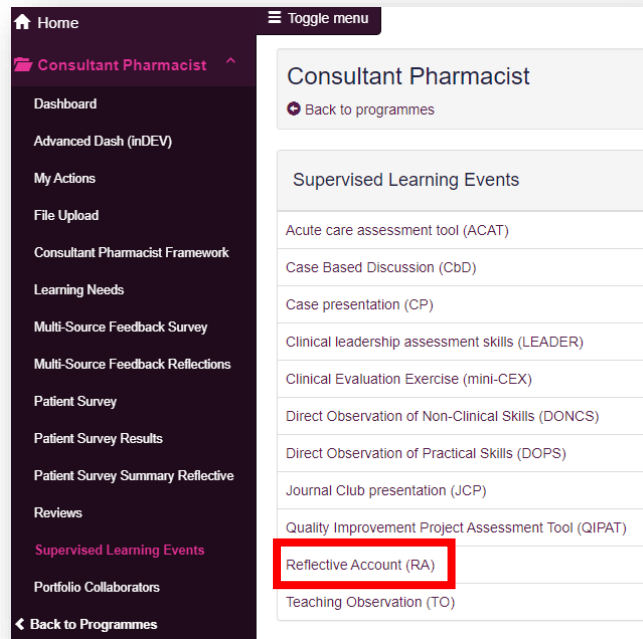 Home
Consultant Pharmacist
Dashboard
Advanced Dash (inDEV)
My Actions
File Upload
Consultant Pharmacist Framework
Learning Needs
Multi-Source Feedback Survey
Multi-Source Feedback Reflections
Patient Survey
Patient Survey Results
Patient Survey Summary Reflective
Reviews
Supervised Learning Events
Portfolio Collaborators
Back to Programmes
Toggle menu
Consultant Pharmacist
Back to programmes
Supervised Learning Events
Acute care assessment tool (ACAT)
Case Based Discussion (CbD)
Case presentation (CP)
Clinical leadership assessment skills (LEADER)
Clinical Evaluation Exercise (mini-CEX)
Direct Observation of Non-Clinical Skills (DONCS)
Direct Observation of Practical Skills (DOPS)
Journal Club presentation (JCP)
Quality Improvement Project Assessment Tool (QIPAT)
Reflective Account (RA)
Teaching Observation (TO)